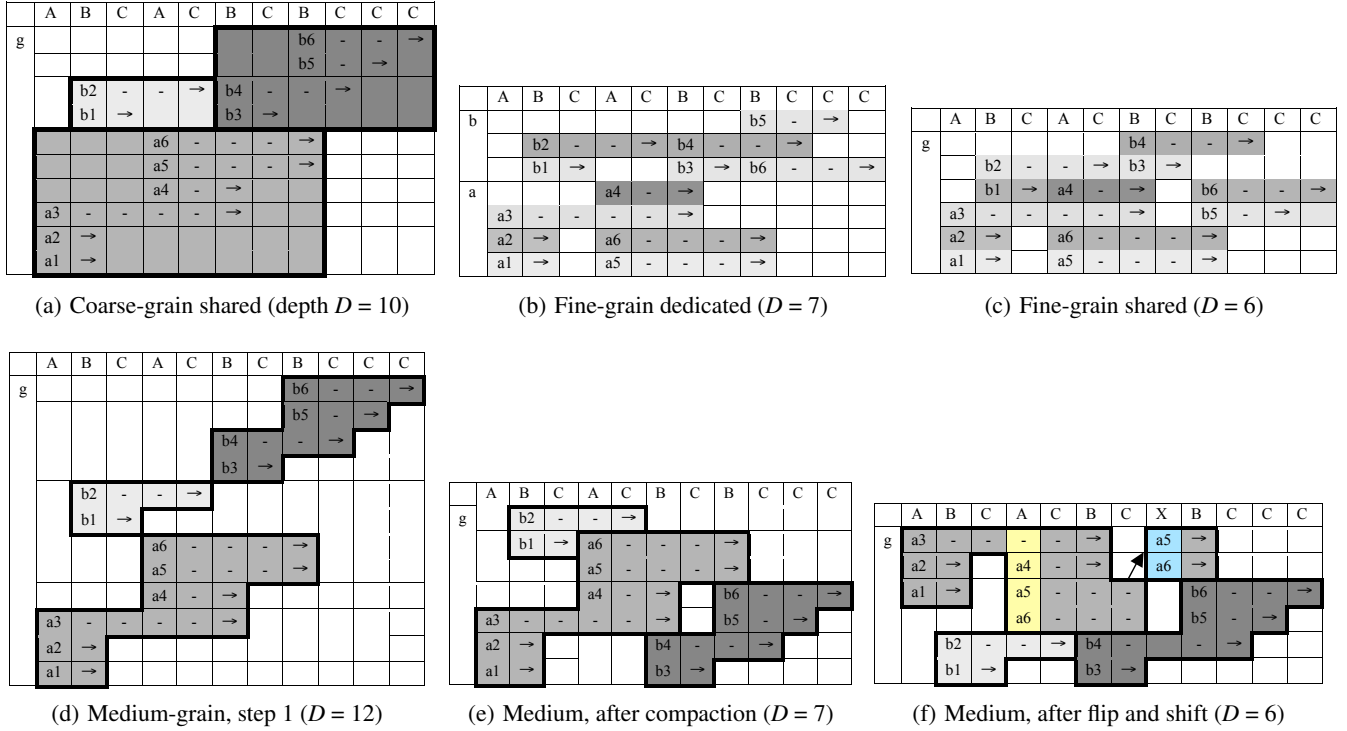 A B C A C B C B C C C
g b6 - - →
b5 - →
b2 - - → b4 - - →
b1 → b3 →
a6 - - - →
a5 - - - →
a4 - →
a3 - - - - →
a2 →
a1 →
(a) Coarse-grain shared (depth D = 10)
A B C A C B C B C C C
b b5 - →
b2 - - → b4 - - →
b1 → b3 → b6 - - →
a a4 - →
a3 - - - - →
a2 → a6 - - - →
a1 → a5 - - - →
(b) Fine-grain dedicated (D = 7)
A B C A C B C B C C C
g b4 - - →
b2 - - → b3 →
b1 → a4 - → b6 - - →
a3 - - - - → b5 - →
a2 → a6 - - - →
a1 → a5 - - - →
(c) Fine-grain shared (D = 6)
A B C A C B C B C C C
g b6 - - →
b5 - →
b4 - - →
b3 →
b2 - - →
b1 →
a6 - - - →
a5 - - - →
a4 - →
a3 - - - - →
a2 →
a1 →
(d) Medium-grain, step 1 (D = 12)
A B C A C B C B C C C
g b2 - - →
b1 → a6 - - - →
a5 - - - →
a4 - → b6 - - →
a3 - - - - → b5 - →
a2 → b4 - - →
a1 → b3 →
(e) Medium, after compaction (D = 7)
A B C A C B C X B C C C
g a3 - - - - → a5 →
a2 → a4 - → a6 →
a1 → a5 - - - b6 - - →
a6 - - - b5 - →
b2 - - → b4 - - →
b1 → b3 →
(f) Medium, after flip and shift (D = 6)